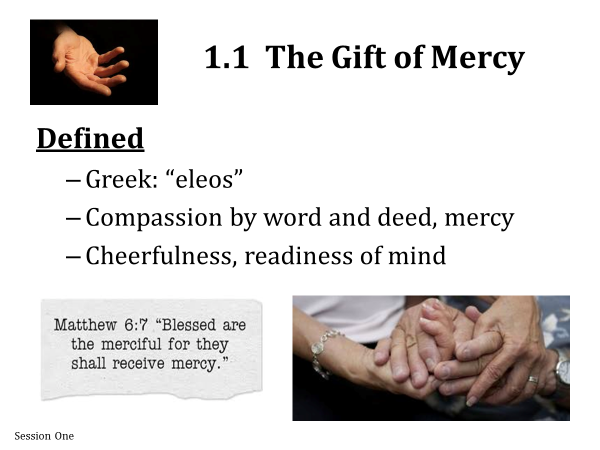 1.1 The Gift of Mercy
Defined
– Greek: “eleos”
– Compassion by word and deed, mercy
– Cheerfulness, readiness of mind
Matthew 6:7 “Blessed are
the merciful for they
shall receive mercy.”
Session One